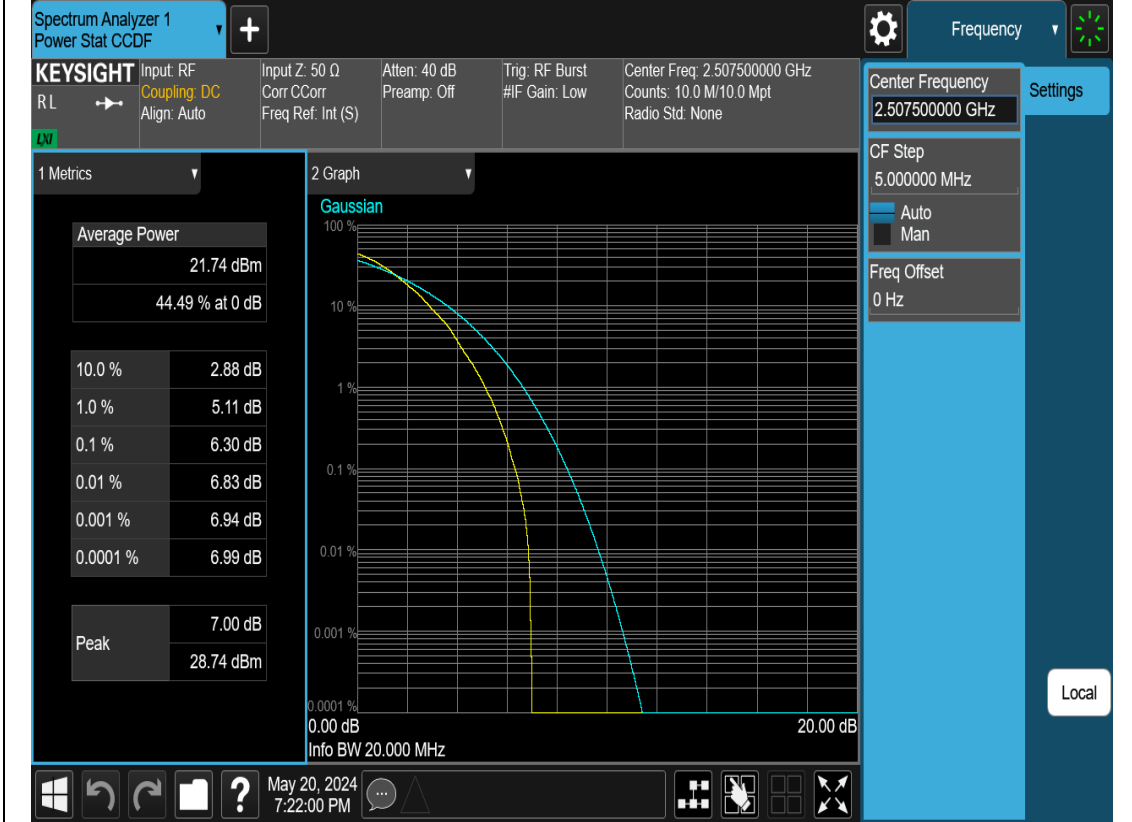 Spectrum Analyzer 1
Power Stat CCDF
Frequency
KEYSIGHT
RL
LXI
Input: RF
Coupling: DC
Align: Auto
Input Z: 50 Ω
Corr CCorr
Freq Ref: Int (S)
Atten: 40 dB
Preamp: Off
Trig: RF Burst
#IF Gain: Low
Center Freq: 2.507500000 GHz
Counts: 10.0 M/10.0 Mpt
Radio Std: None
Center Frequency
2.507500000 GHz
Settings
CF Step
5.000000 MHz
Auto
Man
Freq Offset
0 Hz
Local
1 Metrics
Average Power
21.74 dBm
44.49 % at 0 dB
10.0 % 2.88 dB
1.0 % 5.11 dB
0.1 % 6.30 dB
0.01 % 6.83 dB
0.001 % 6.94 dB
0.0001 % 6.99 dB
Peak 7.00 dB
28.74 dBm
2 Graph
Gaussian
100 %
10 %
1 %
0.1 %
0.01 %
0.001 %
0.0001 %
0.00 dB 20.00 dB
Info BW 20.000 MHz
?
May 20, 2024
7:22:00 PM